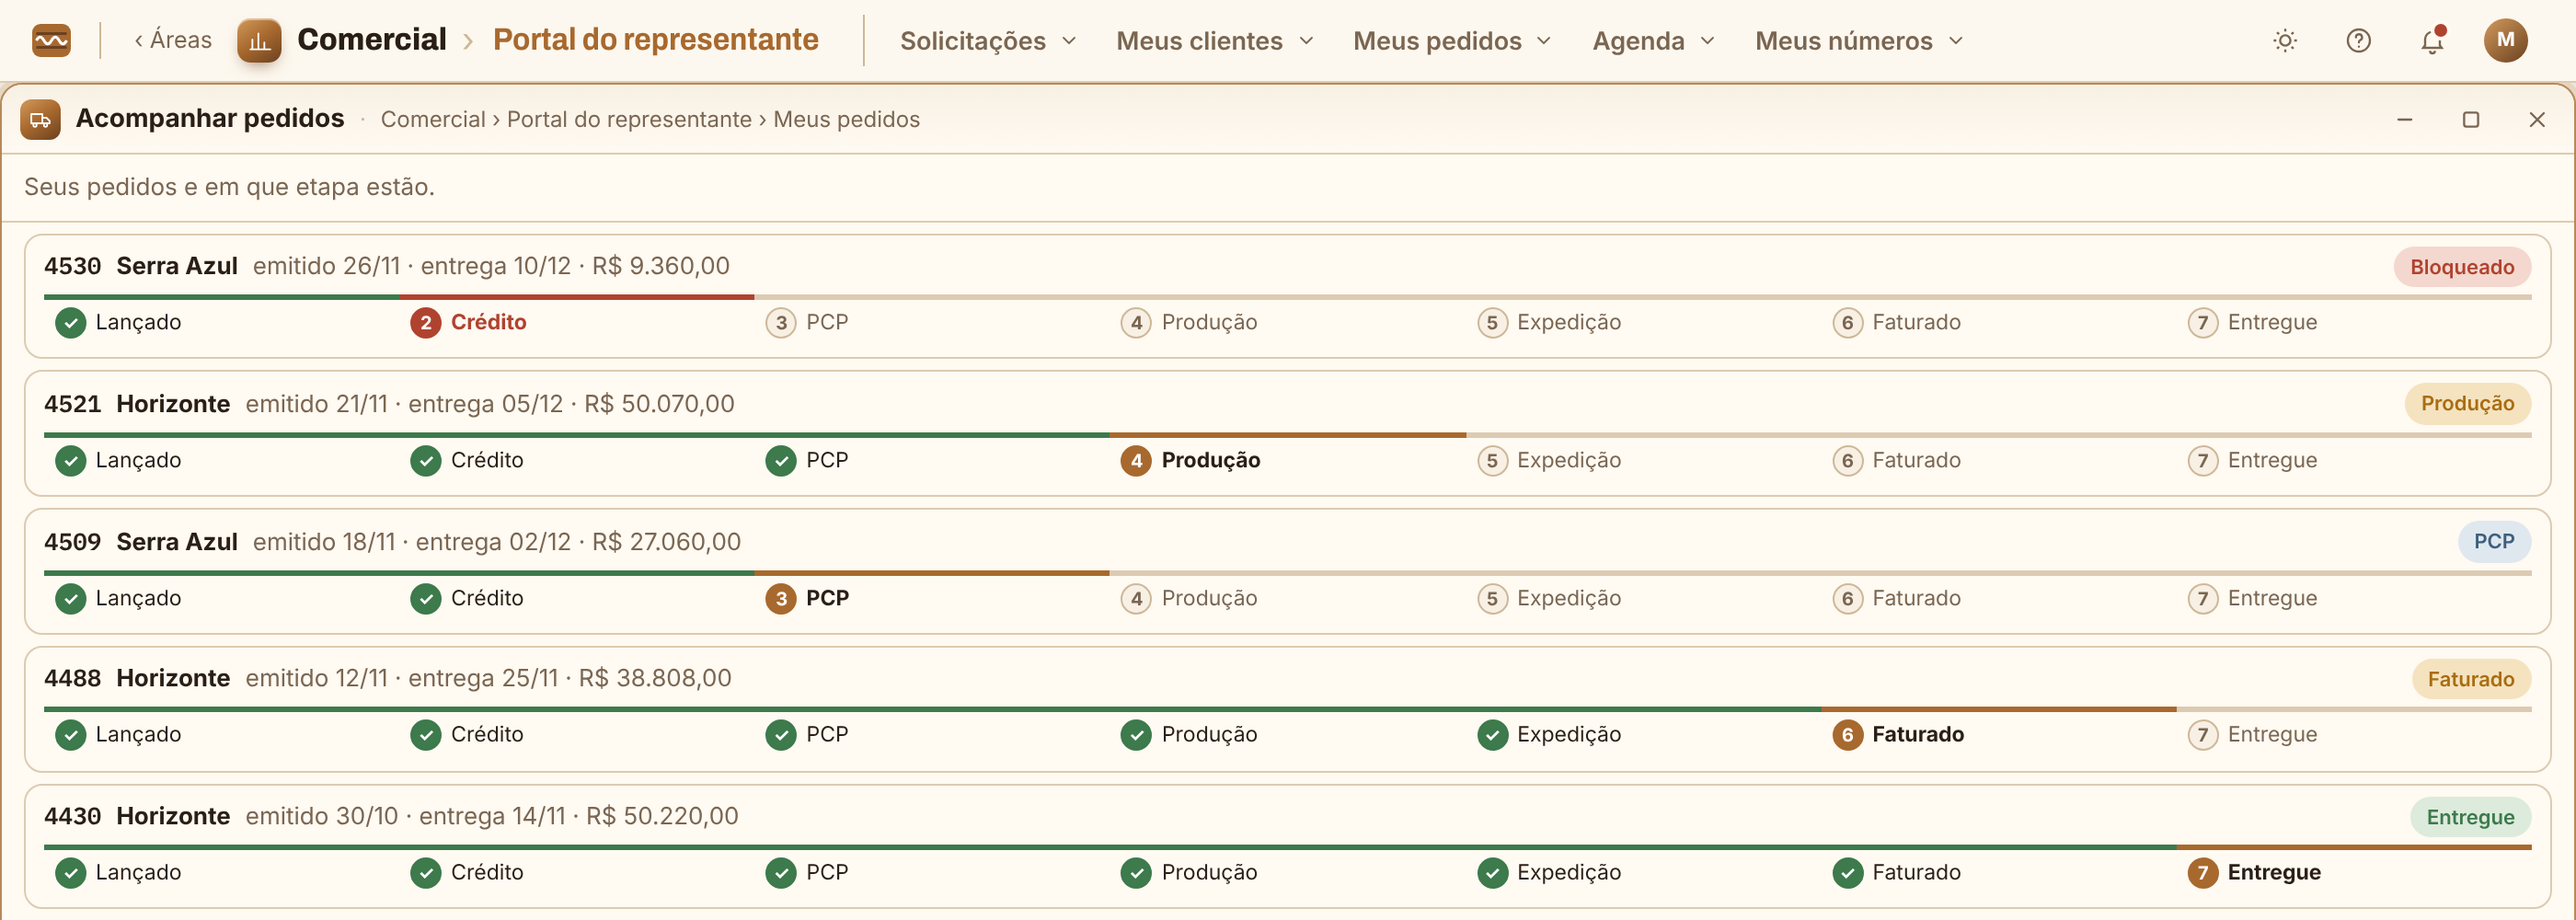 ‹ Áreas Comercial › Portal do representante Solicitações Meus clientes Meus pedidos Agenda Meus números M
Acompanhar pedidos · Comercial › Portal do representante › Meus pedidos
Seus pedidos e em que etapa estão.
4530 Serra Azul emitido 26/11 · entrega 10/12 · R$ 9.360,00 Bloqueado
Lançado 2 Crédito 3 PCP 4 Produção 5 Expedição 6 Faturado 7 Entregue
4521 Horizonte emitido 21/11 · entrega 05/12 · R$ 50.070,00 Produção
Lançado Crédito PCP 4 Produção 5 Expedição 6 Faturado 7 Entregue
4509 Serra Azul emitido 18/11 · entrega 02/12 · R$ 27.060,00 PCP
Lançado Crédito 3 PCP 4 Produção 5 Expedição 6 Faturado 7 Entregue
4488 Horizonte emitido 12/11 · entrega 25/11 · R$ 38.808,00 Faturado
Lançado Crédito PCP Produção Expedição 6 Faturado 7 Entregue
4430 Horizonte emitido 30/10 · entrega 14/11 · R$ 50.220,00 Entregue
Lançado Crédito PCP Produção Expedição Faturado 7 Entregue